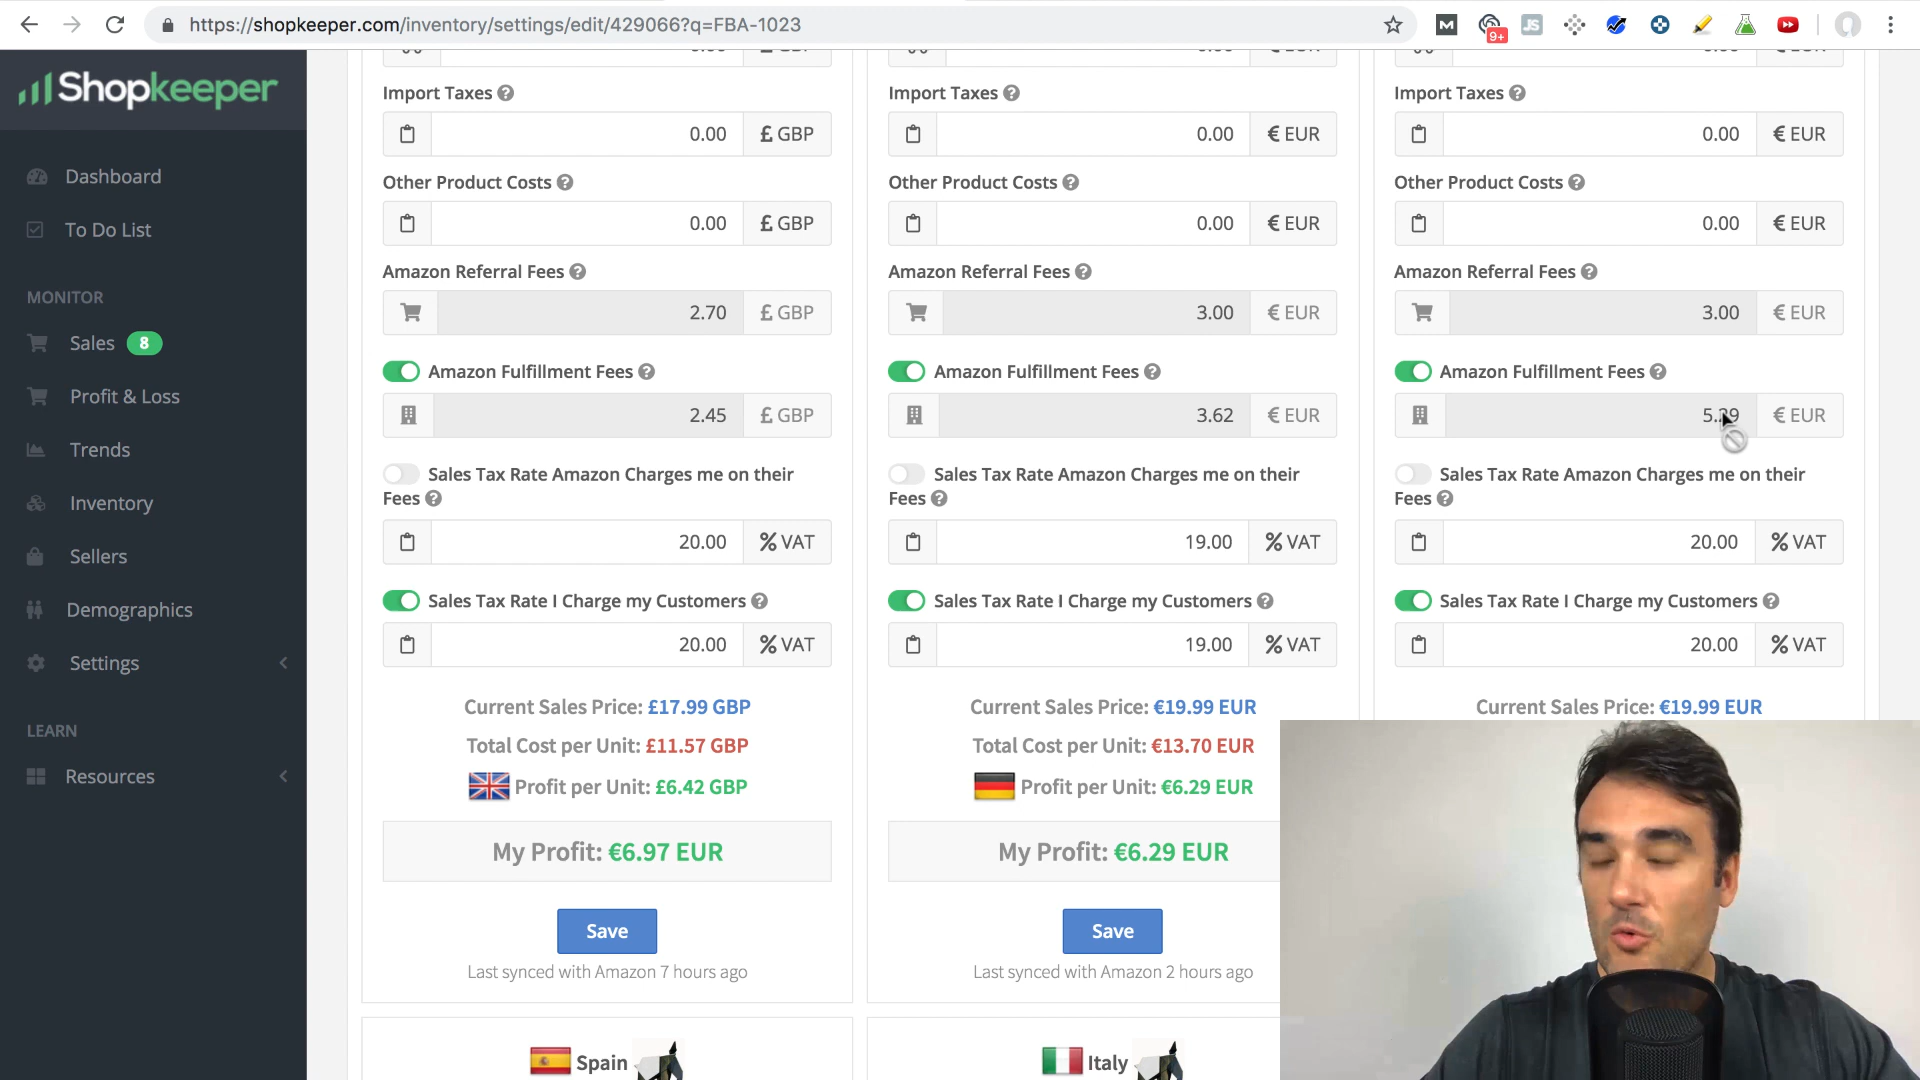 https://shopkeeper.com/inventory/settings/edit/429066?q=FBA-1023
9+
JS
Shopkeeper
Dashboard
To Do List
MONITOR
Sales 8
Profit & Loss
Trends
Inventory
Sellers
Demographics
Settings
LEARN
Resources
Import Taxes
0.00 £ GBP
Other Product Costs
0.00 £ GBP
Amazon Referral Fees
2.70 £ GBP
Amazon Fulfillment Fees
2.45 £ GBP
Sales Tax Rate Amazon Charges me on their
Fees
20.00 % VAT
Sales Tax Rate I Charge my Customers
20.00 % VAT
Current Sales Price: £17.99 GBP
Total Cost per Unit: £11.57 GBP
Profit per Unit: £6.42 GBP
My Profit: €6.97 EUR
Save
Last synced with Amazon 7 hours ago
Spain
Import Taxes
0.00 € EUR
Other Product Costs
0.00 € EUR
Amazon Referral Fees
3.00 € EUR
Amazon Fulfillment Fees
3.62 € EUR
Sales Tax Rate Amazon Charges me on their
Fees
19.00 % VAT
Sales Tax Rate I Charge my Customers
19.00 % VAT
Current Sales Price: €19.99 EUR
Total Cost per Unit: €13.70 EUR
Profit per Unit: €6.29 EUR
My Profit: €6.29 EUR
Save
Last synced with Amazon 2 hours ago
Italy
Import Taxes
0.00 € EUR
Other Product Costs
0.00 € EUR
Amazon Referral Fees
3.00 € EUR
Amazon Fulfillment Fees
€ EUR
Sales Tax Rate Amazon Charges me on their
Fees
20.00 % VAT
Sales Tax Rate I Charge my Customers
20.00 % VAT
Current Sales Price: €19.99 EUR